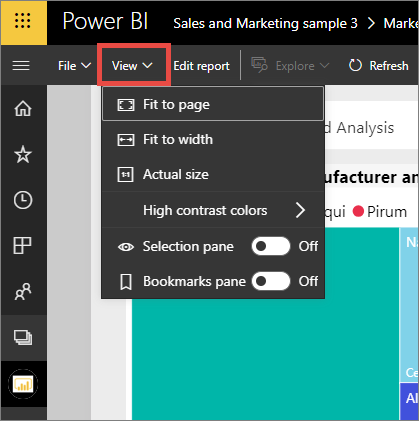 Power BI Sales and Marketing sample 3 > Marke
File View Edit report Explore Refresh
Fit to page
Fit to width
d Analysis
Actual size
ufacturer an
High contrast colors
qui Pirum
Selection pane Off
Na
Bookmarks pane Off
Ce
Al